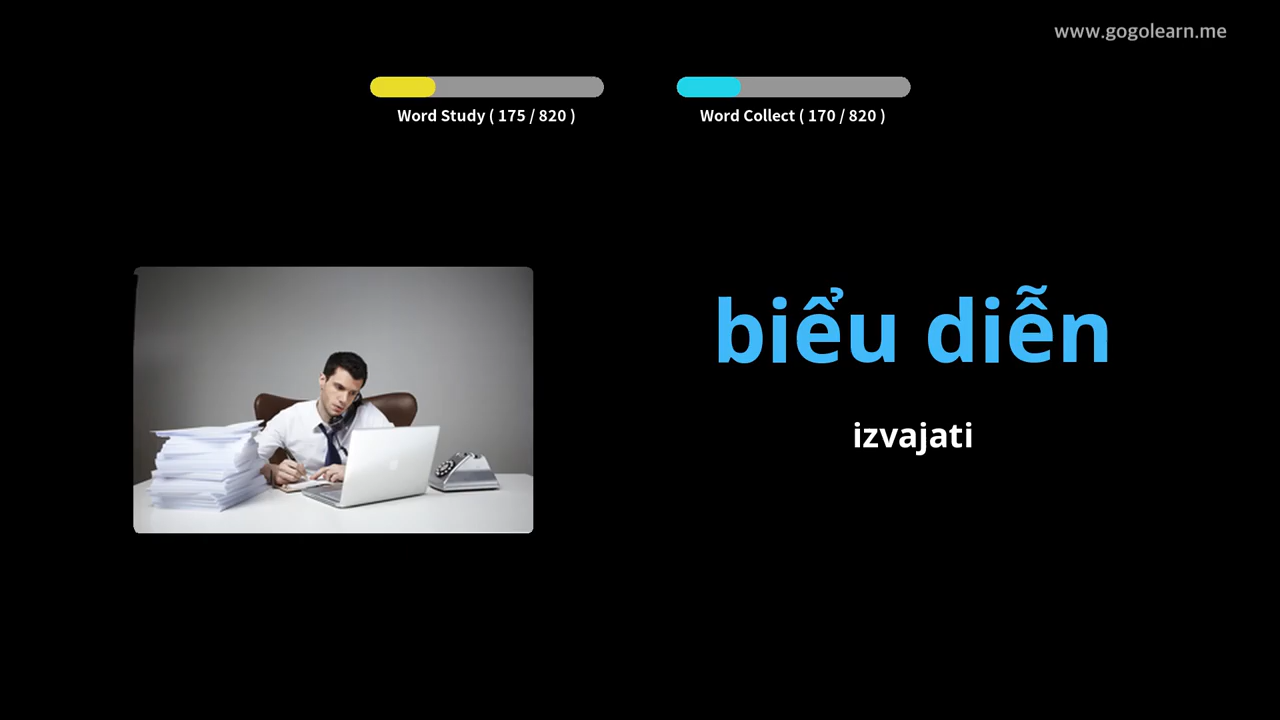 www.gogolearn.me
Word Study ( 175 / 820 )
Word Collect ( 170 / 820 )
biểu diễn
izvajati